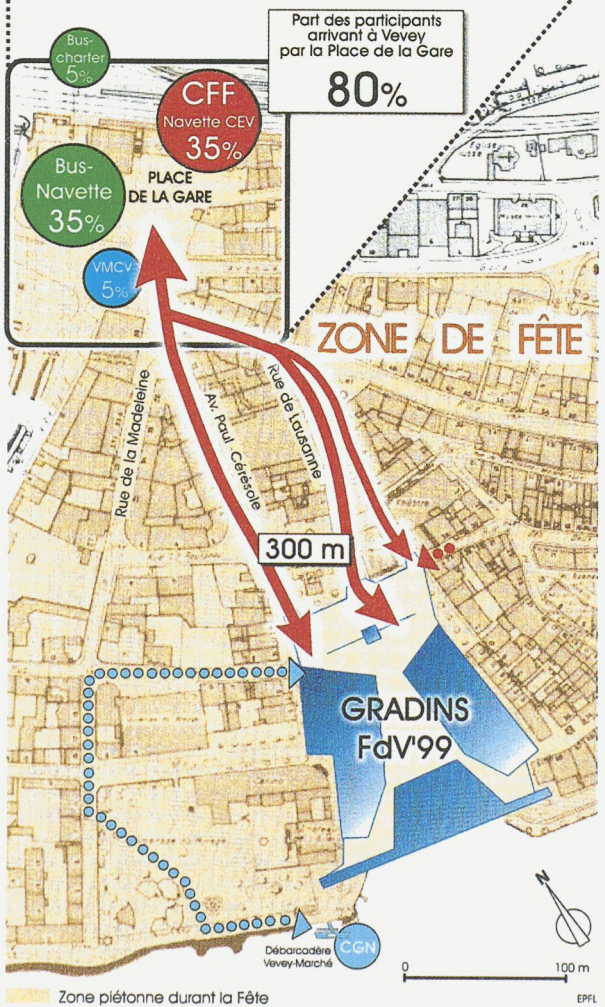 Part des participants
arrivant à Vevey
par la Place de la Gare
80%
Bus-
charter
5%
CFF
Navette CEV
35%
Bus-
Navette
35%
PLACE
DE LA GARE
VMCV
5%
ZONE DE FÊTE
Rue de la Madeleine
Av. Paul Cérésole
Rue de Lausanne
Théâtre
300 m
GRADINS
FdV'99
Débarcadère
Vevey-Marché
CGN
N
0 100 m
Zone piétonne durant la Fête
EPFL